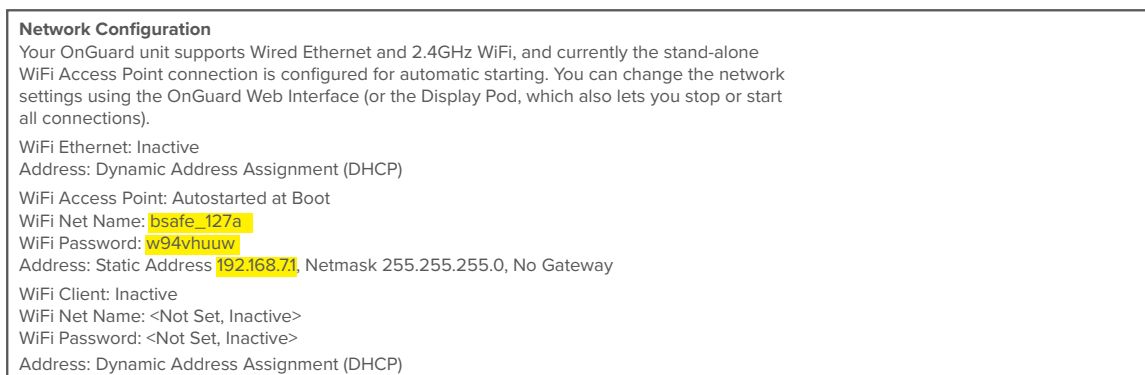 Network Configuration
Your OnGuard unit supports Wired Ethernet and 2.4GHz WiFi, and currently the stand-alone
WiFi Access Point connection is configured for automatic starting. You can change the network
settings using the OnGuard Web Interface (or the Display Pod, which also lets you stop or start
all connections).
WiFi Ethernet: Inactive
Address: Dynamic Address Assignment (DHCP)
WiFi Access Point: Autostarted at Boot
WiFi Net Name: bsafe_127a
WiFi Password: w94vhuuw
Address: Static Address 192.168.7.1, Netmask 255.255.255.0, No Gateway
WiFi Client: Inactive
WiFi Net Name: <Not Set, Inactive>
WiFi Password: <Not Set, Inactive>
Address: Dynamic Address Assignment (DHCP)